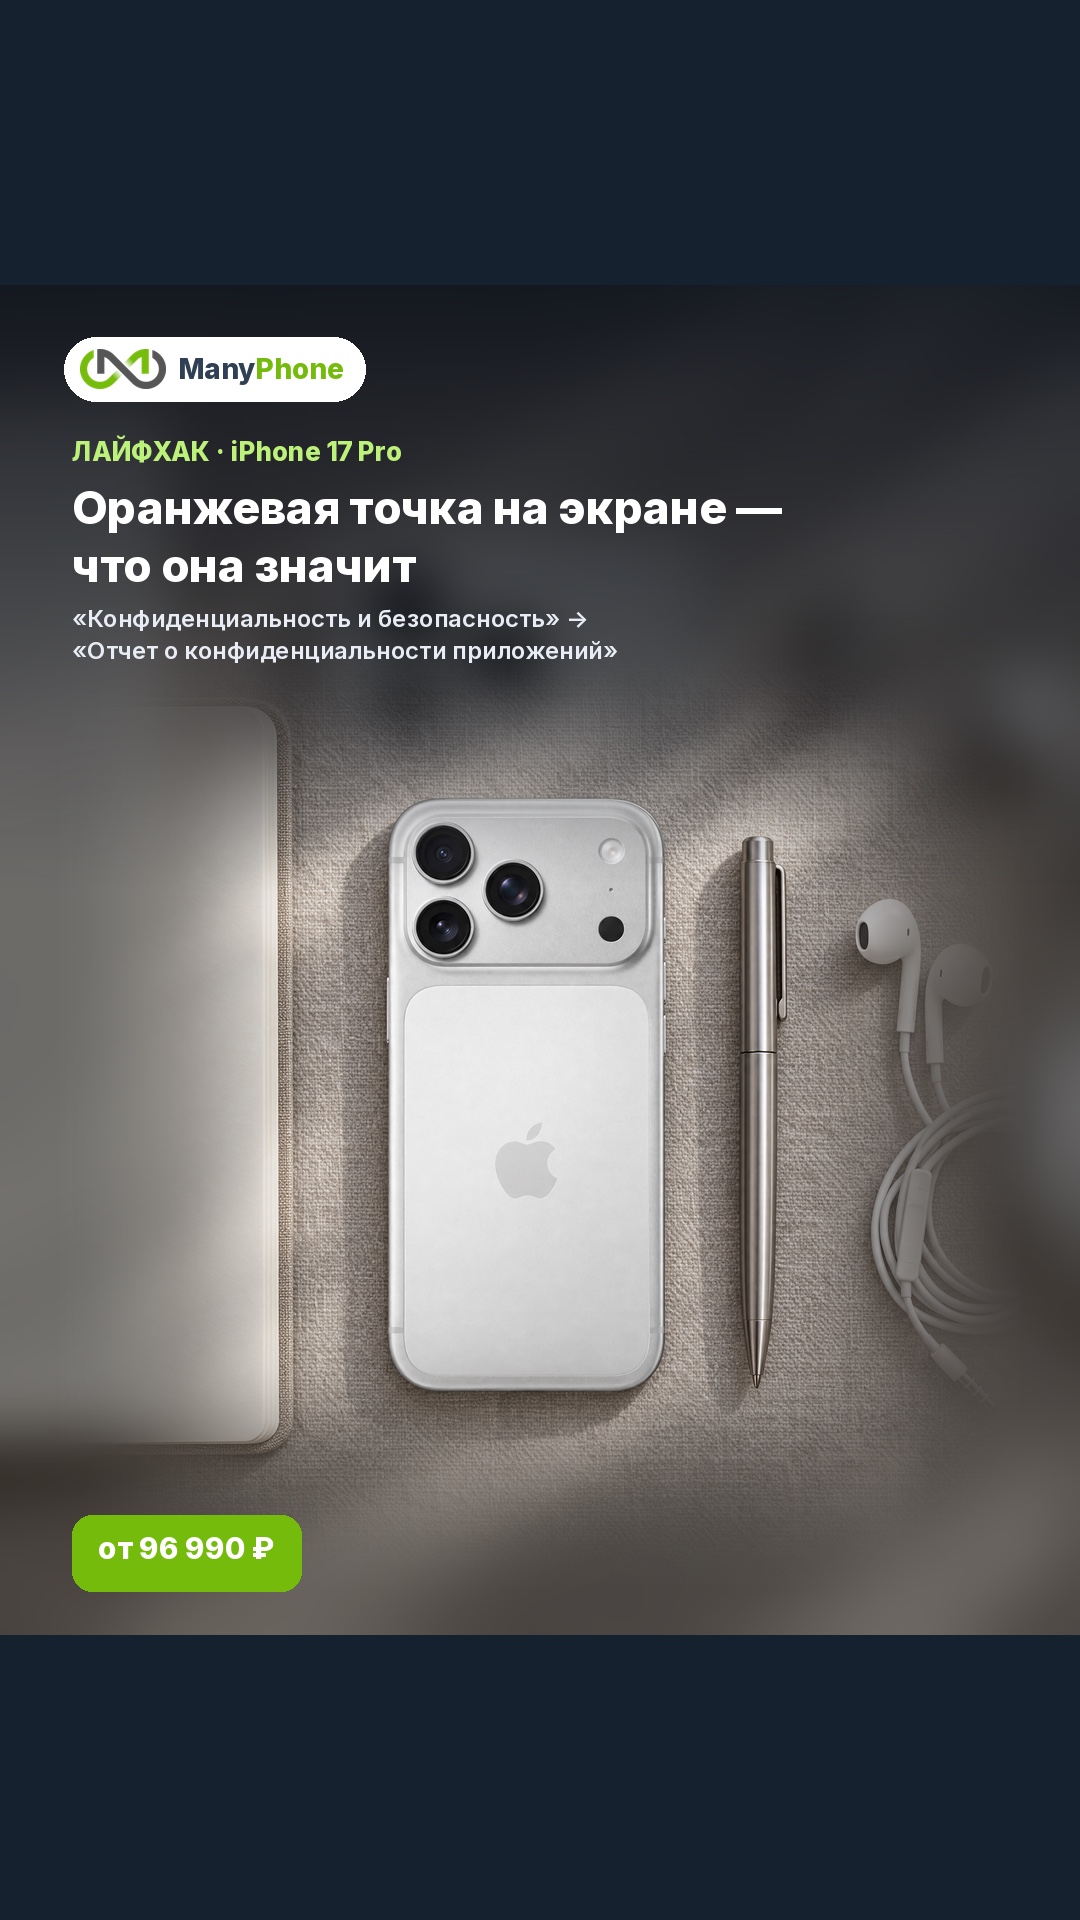 ManyPhone
ЛАЙФХАК · iPhone 17 Pro
Оранжевая точка на экране —
что она значит
«Конфиденциальность и безопасность» →
«Отчет о конфиденциальности приложений»
от 96 990 ₽